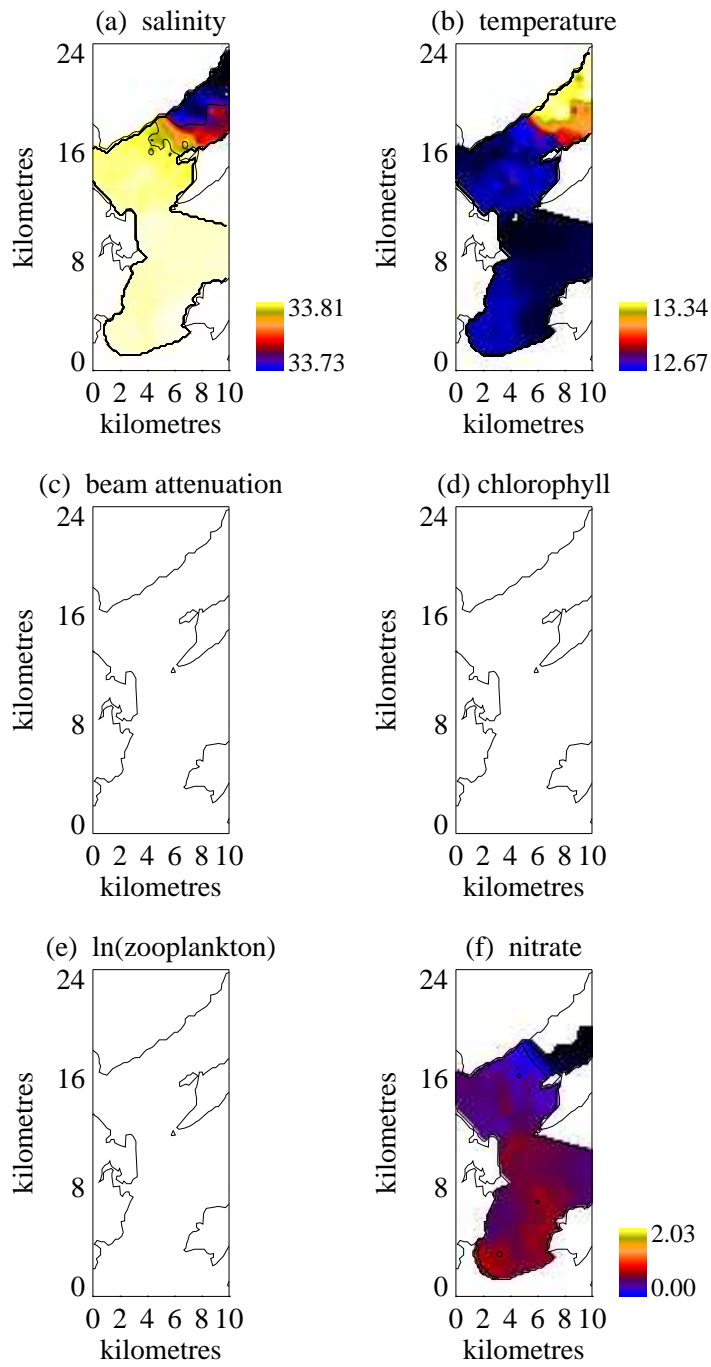 (a) salinity
(b) temperature
24
16
8
0
kilometres
0 2 4 6 8 10
kilometres
33.81
33.73
24
16
8
0
kilometres
0 2 4 6 8 10
kilometres
13.34
12.67
(c) beam attenuation
(d) chlorophyll
24
16
8
0
kilometres
0 2 4 6 8 10
kilometres
24
16
8
0
kilometres
0 2 4 6 8 10
kilometres
(e) ln(zooplankton)
(f) nitrate
24
16
8
0
kilometres
0 2 4 6 8 10
kilometres
24
16
8
0
kilometres
0 2 4 6 8 10
kilometres
2.03
0.00